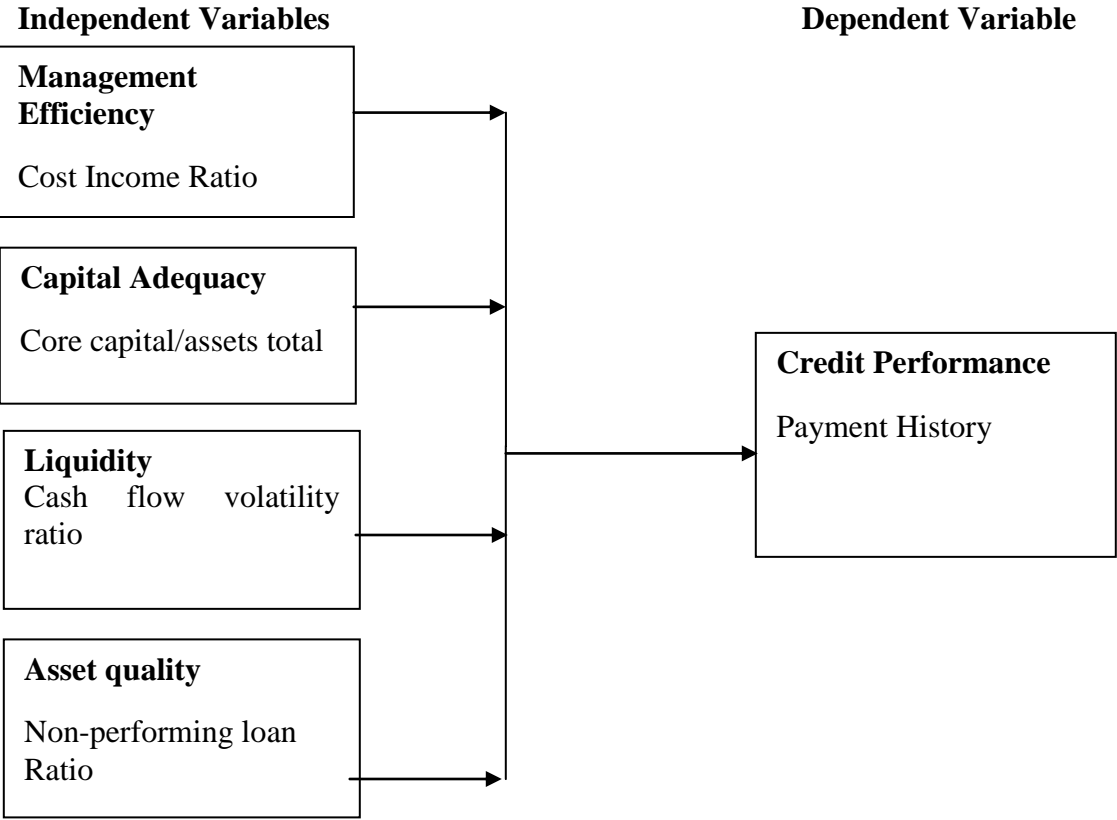 Independent Variables
Dependent Variable
Management
Efficiency
Cost Income Ratio
Capital Adequacy
Core capital/assets total
Liquidity
Cash flow volatility
ratio
Asset quality
Non-performing loan
Ratio
Credit Performance
Payment History